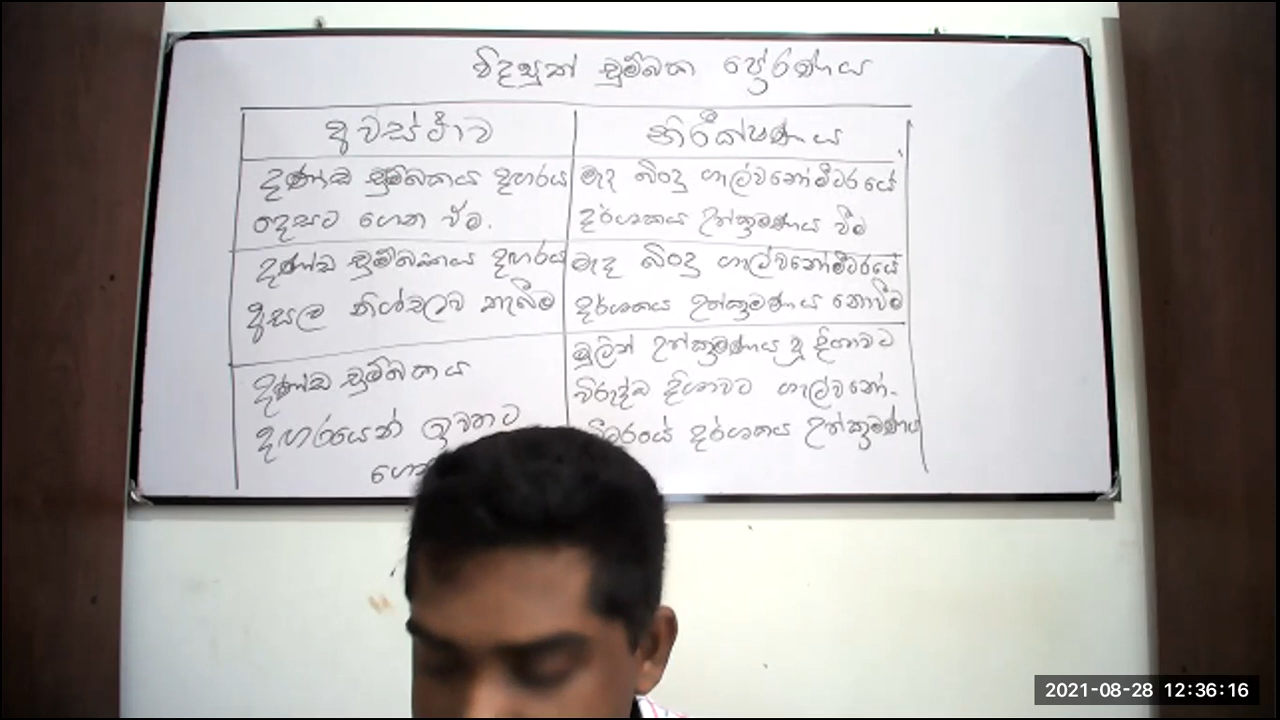 විද්‍යුත් චුම්බක ප්‍රේරණය
අවස්ථාව
නිරීක්ෂණය
දණ්ඩ චුම්බකය දඟරය
දෙසට ගෙන ඒම.
මැද බිංදු ගැල්වනෝමීටරයේ
දර්ශකය උත්ක්‍රමණය වීම
දණ්ඩ චුම්බකය දඟරය
අසල නිශ්චලව තැබීම
මැද බිංදු ගැල්වනෝමීටරයේ
දර්ශකය උත්ක්‍රමණය නොවීම
දණ්ඩ චුම්බකය
දඟරයෙන් ඉවතට
මුලින් උත්ක්‍රමණය වූ දිශාවට
විරුද්ධ දිශාවට ගැල්වනෝ-
මීටරයේ දර්ශකය උත්ක්‍රමණය
2021-08-28 12:36:16